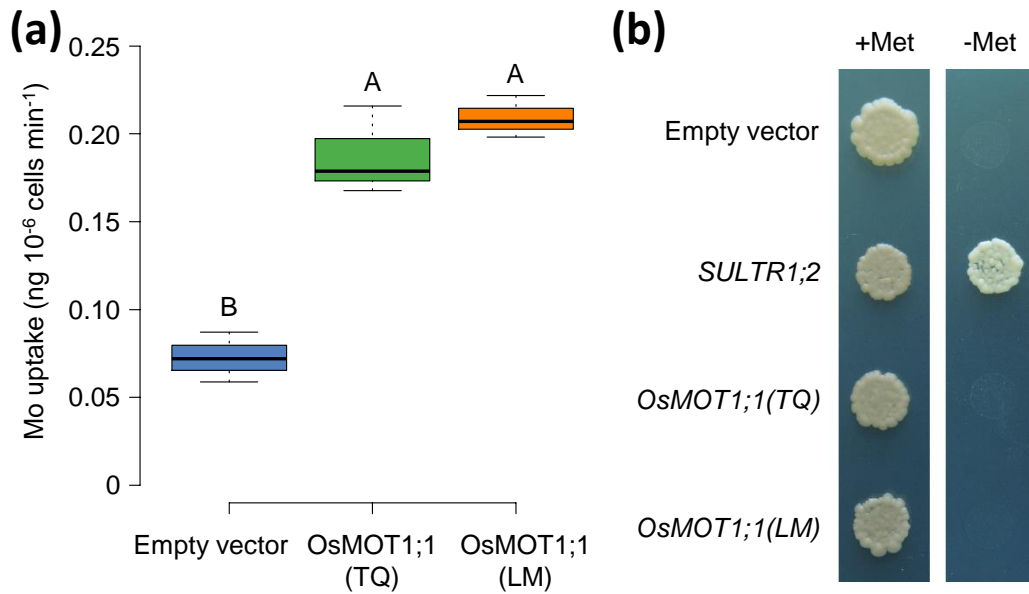 (a)
Mo uptake (ng 10⁻⁶ cells min⁻¹)
0.25
0.20
0.15
0.10
0.05
0
B
A
A
Empty vector
OsMOT1;1
(TQ)
OsMOT1;1
(LM)
(b)
+Met
-Met
Empty vector
SULTR1;2
OsMOT1;1(TQ)
OsMOT1;1(LM)